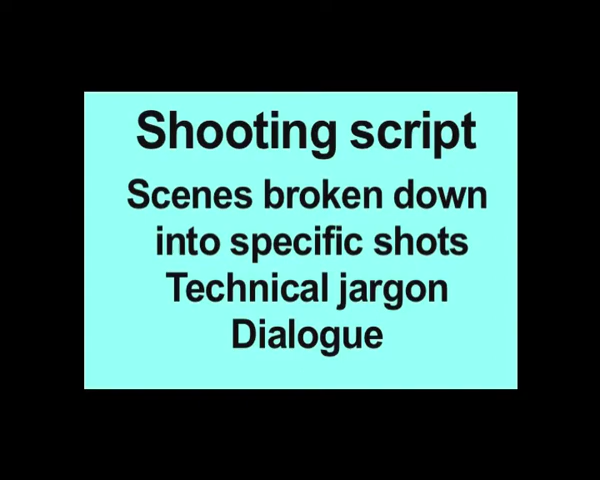 Shooting script
Scenes broken down
into specific shots
Technical jargon
Dialogue